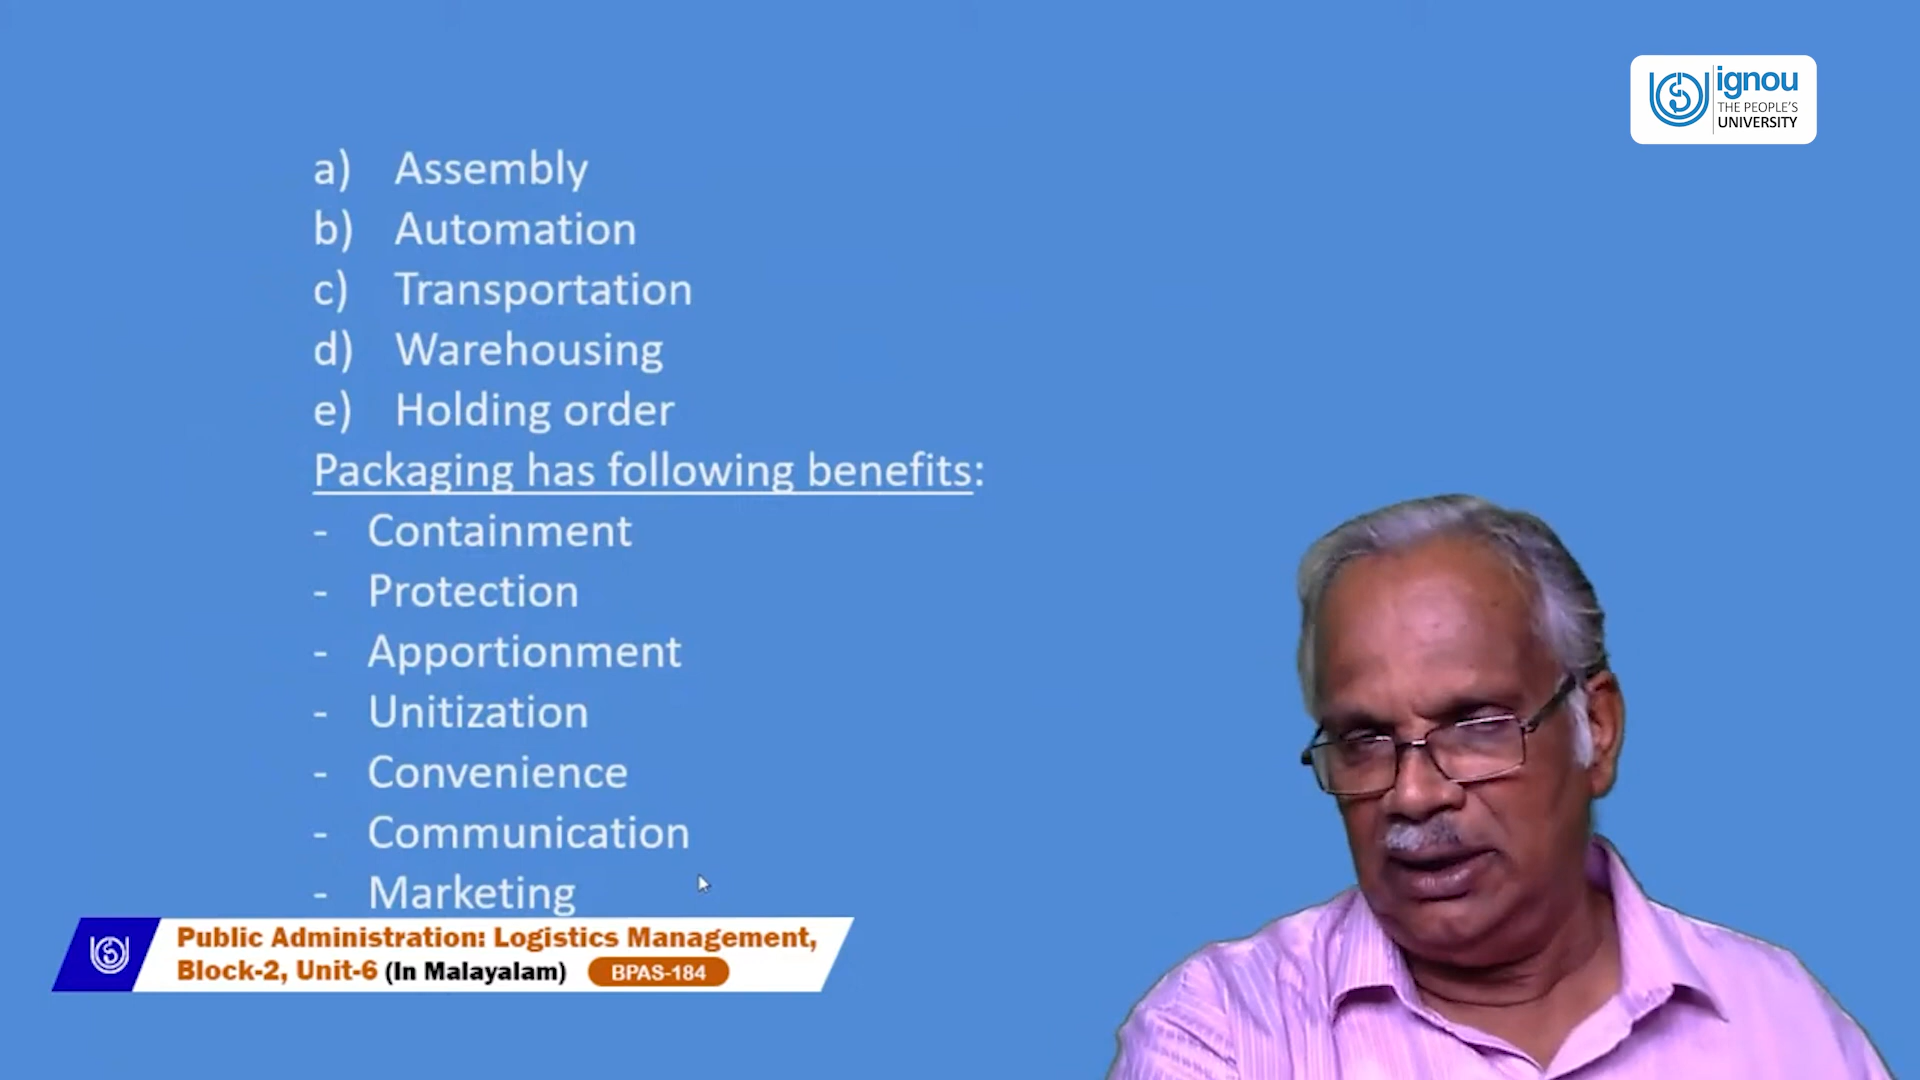 ignou
THE PEOPLE'S
UNIVERSITY
a) Assembly
b) Automation
c) Transportation
d) Warehousing
e) Holding order
Packaging has following benefits:
- Containment
- Protection
- Apportionment
- Unitization
- Convenience
- Communication
- Marketing
Public Administration: Logistics Management,
Block-2, Unit-6 (In Malayalam) BPAS-184